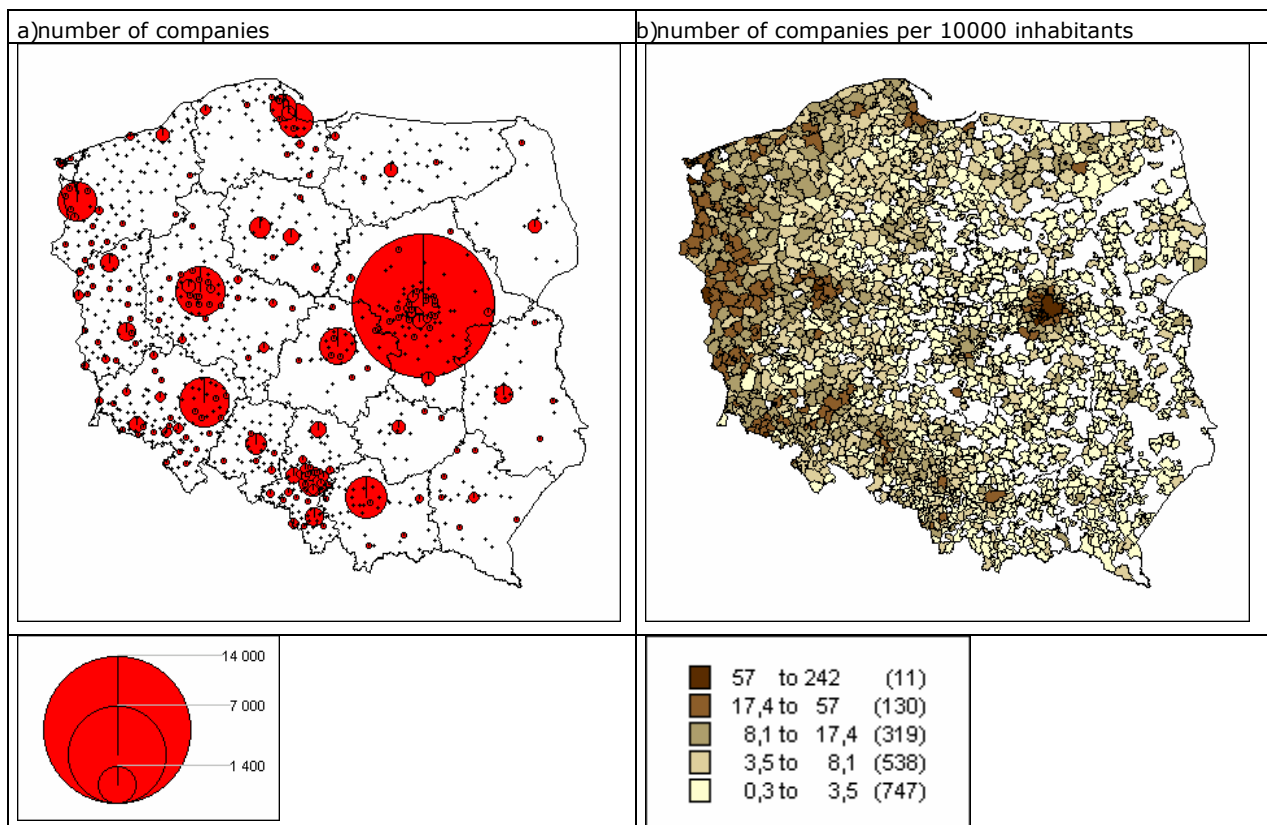 a)number of companies
b)number of companies per 10000 inhabitants
14 000
7 000
1 400
57 to 242 (11)
17,4 to 57 (130)
8,1 to 17,4 (319)
3,5 to 8,1 (538)
0,3 to 3,5 (747)